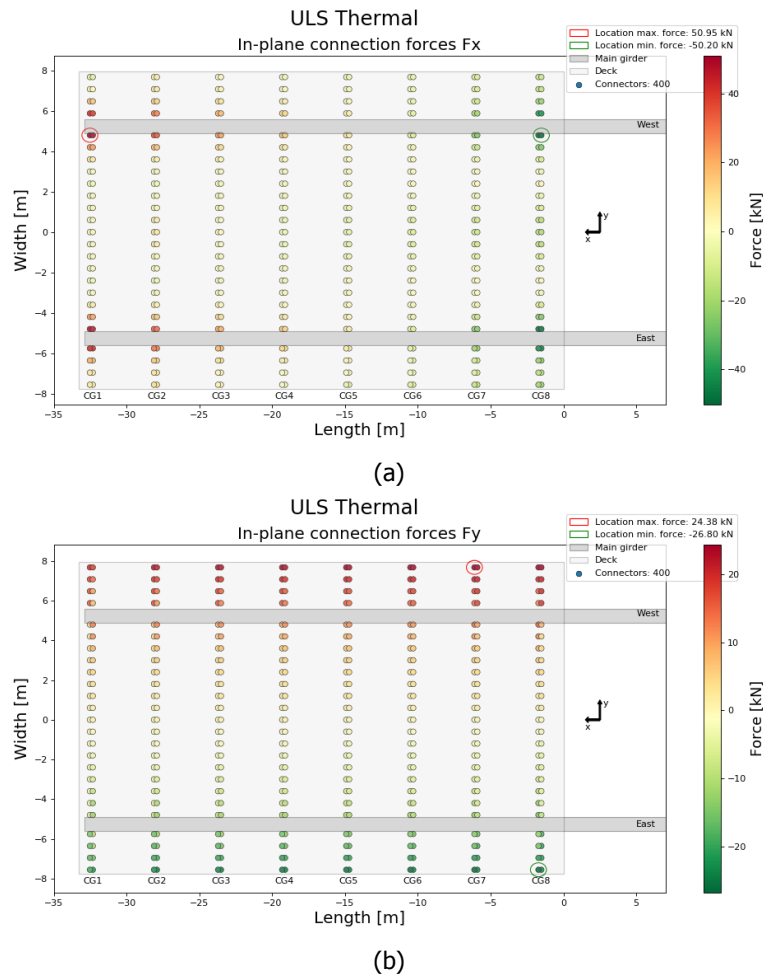 ULS Thermal
In-plane connection forces Fx
Location max. force: 50.95 kN
Location min. force: -50.20 kN
Main girder
Deck
Connectors: 400
8
6
4
2
0
−2
−4
−6
−8
Width [m]
West
East
y
x
CG1 CG2 CG3 CG4 CG5 CG6 CG7 CG8
−35 −30 −25 −20 −15 −10 −5 0 5
Length [m]
40
20
0
−20
−40
Force [kN]
(a)
ULS Thermal
In-plane connection forces Fy
Location max. force: 24.38 kN
Location min. force: -26.80 kN
Main girder
Deck
Connectors: 400
8
6
4
2
0
−2
−4
−6
−8
Width [m]
West
East
y
x
CG1 CG2 CG3 CG4 CG5 CG6 CG7 CG8
−35 −30 −25 −20 −15 −10 −5 0 5
Length [m]
20
10
0
−10
−20
Force [kN]
(b)